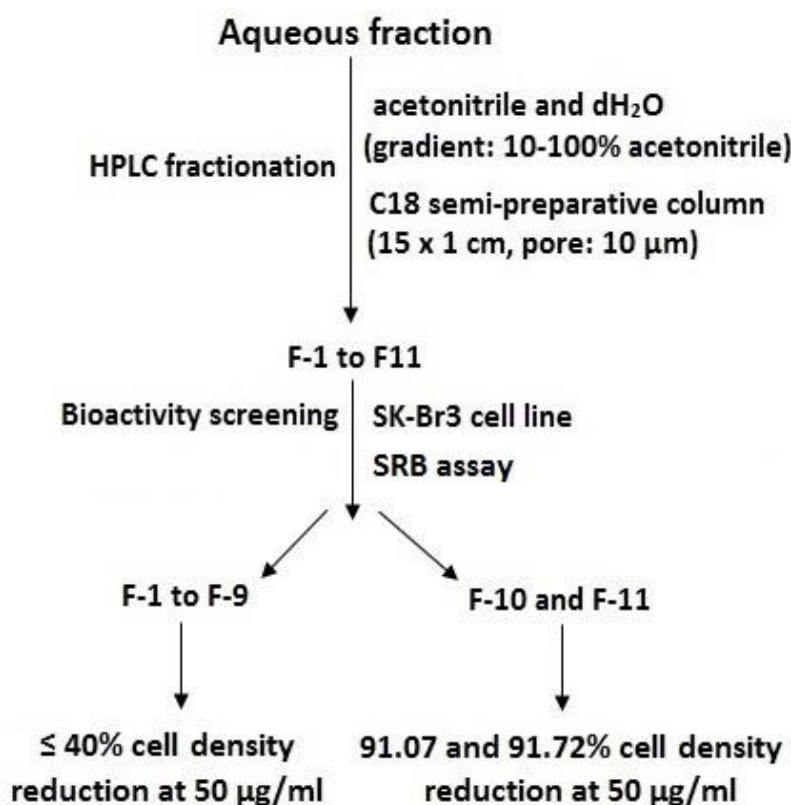 Aqueous fraction
HPLC fractionation
acetonitrile and dH₂O
(gradient: 10-100% acetonitrile)
C18 semi-preparative column
(15 x 1 cm, pore: 10 µm)
F-1 to F11
Bioactivity screening
SK-Br3 cell line
SRB assay
F-1 to F-9
F-10 and F-11
≤ 40% cell density
reduction at 50 µg/ml
91.07 and 91.72% cell density
reduction at 50 µg/ml